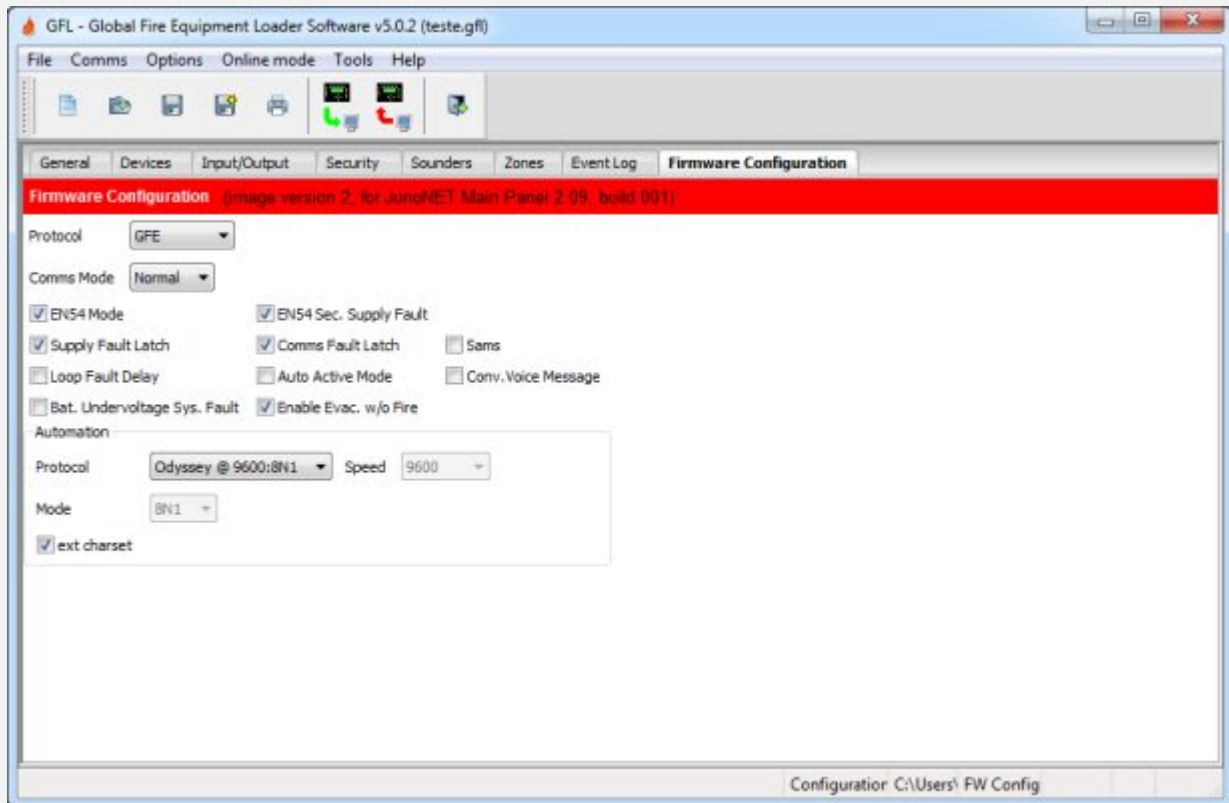 GFL - Global Fire Equipment Loader Software v5.0.2 (teste.gfl)
File Comms Options Online mode Tools Help
General Devices Input/Output Security Sounders Zones Event Log Firmware Configuration
Firmware Configuration (image version 2, for JunoNET Main Panel 2.09, build 001)
Protocol GFE
Comms Mode Normal
EN54 Mode EN54 Sec. Supply Fault
Supply Fault Latch Comms Fault Latch Sams
Loop Fault Delay Auto Active Mode Conv.Voice Message
Bat. Undervoltage Sys. Fault Enable Evac. w/o Fire
Automation
Protocol Odyssey @ 9600:8N1 Speed 9600
Mode 8N1
ext charset
Configuration C:\Users\ FW Config